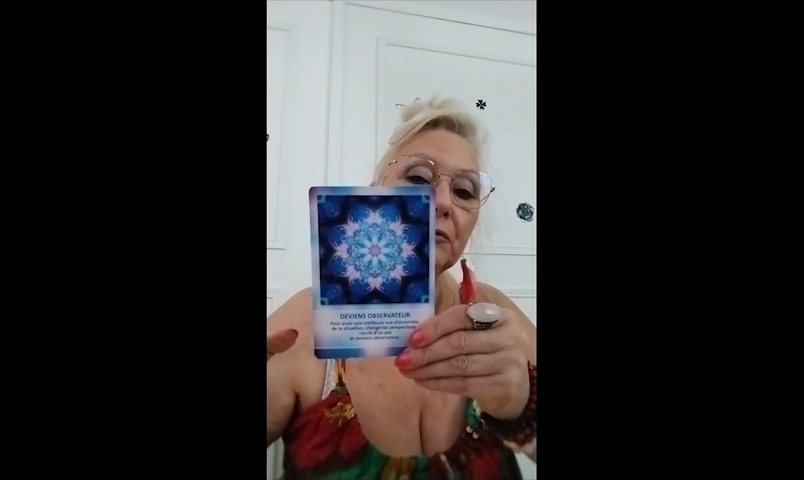 DEVIENS OBSERVATEUR
Pour avoir une meilleure vue d'ensemble
de la situation, change les perspectives
recule d'un pas
et deviens observateur.